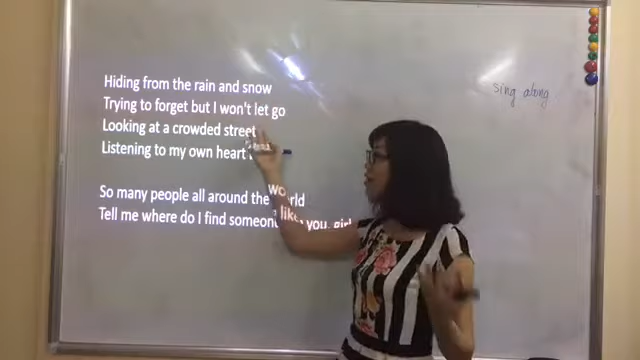 Hiding from the rain and snow
Trying to forget but I won't let go
Looking at a crowded street
Listening to my own heart
So many people all around the world
Tell me where do I find someone like you, girl
sing along